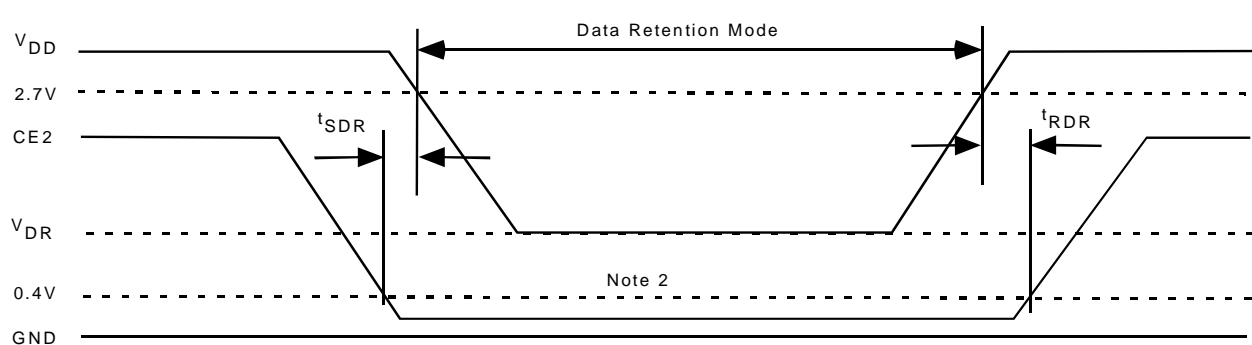 Data Retention Mode
VDD
2.7V
tSDR
tRDR
CE2
VDR
Note 2
0.4V
GND